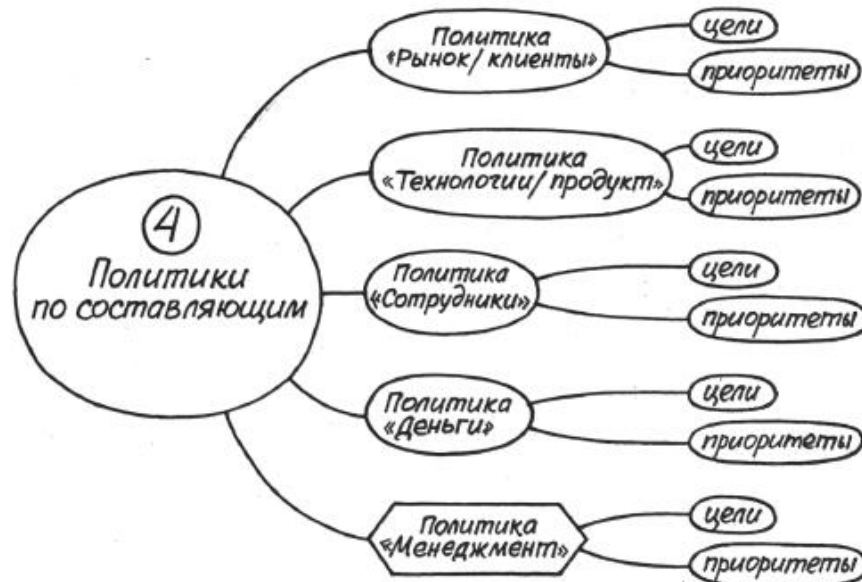 Политика
«Рынок/клиенты»
цели
приоритеты
Политика
«Технологии/продукт»
цели
приоритеты
4
Политики
по составляющим
Политика
«Сотрудники»
цели
приоритеты
Политика
«Деньги»
цели
приоритеты
Политика
«Менеджмент»
цели
приоритеты